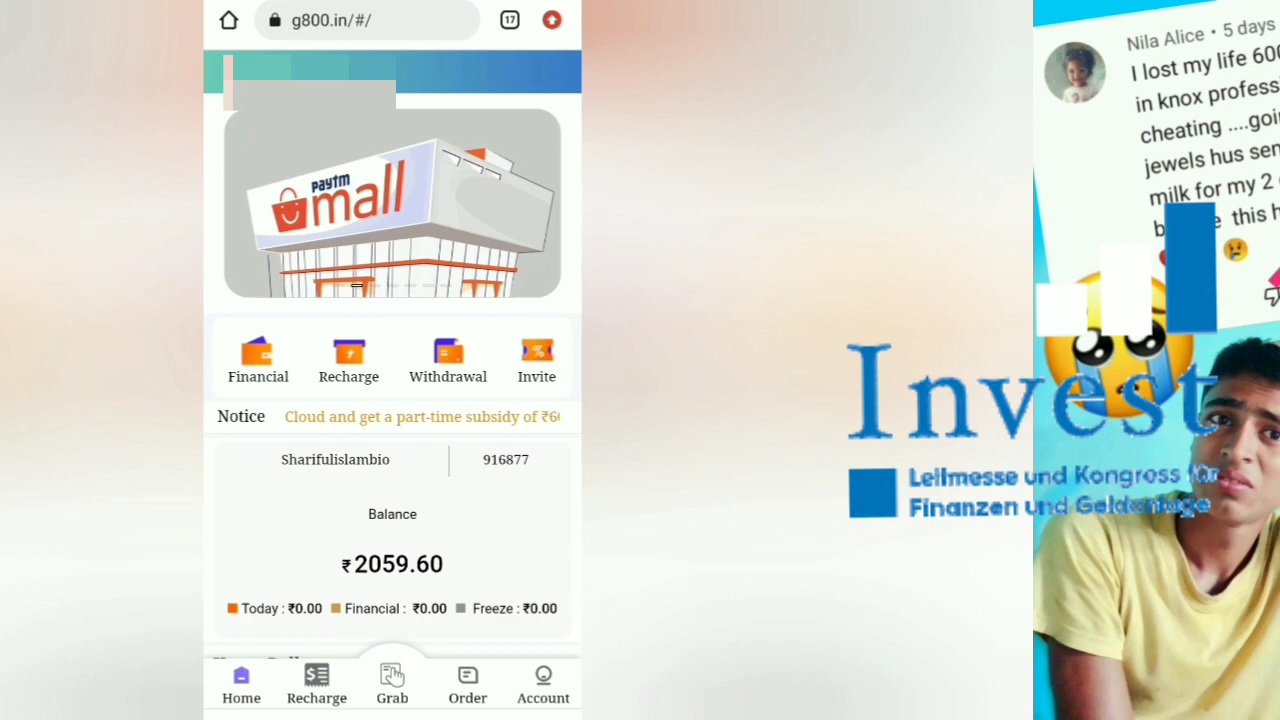 17
g800.in/#/
paytm
mall
Financial
Recharge
Withdrawal
Invite
Notice
Cloud and get a part-time subsidy of ₹6
Sharifulislambio
916877
Balance
₹2059.60
Today : ₹0.00
Financial : ₹0.00
Freeze : ₹0.00
Home
Recharge
Grab
Order
Account
Invest
Leitmesse und Kongress für
Finanzen und Geldanlage
Nila Alice • 5 days
I lost my life 600
in knox profess
cheating ....goi
jewels hus sen
milk for my 2
this h